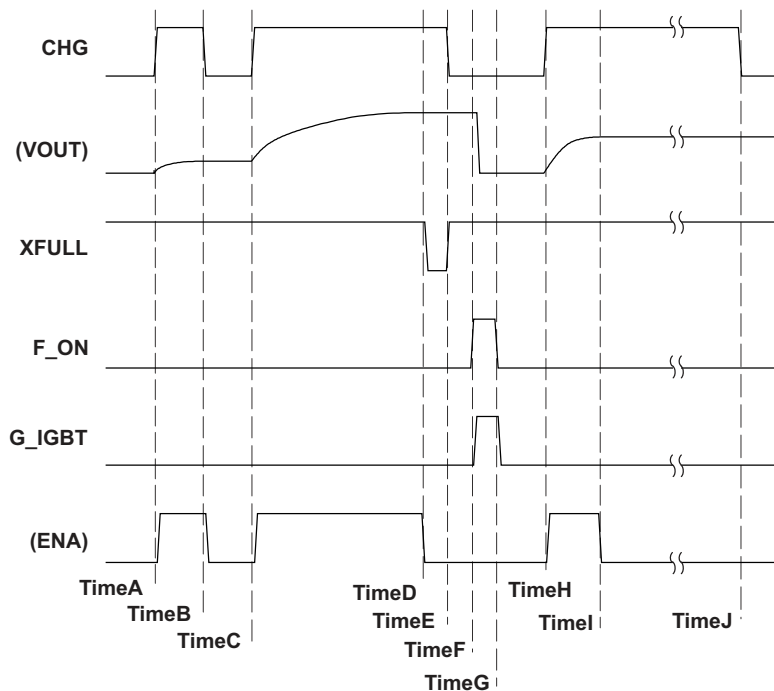 CHG
(VOUT)
XFULL
F_ON
G_IGBT
(ENA)
TimeA
TimeB
TimeC
TimeD
TimeE
TimeF
TimeG
TimeH
TimeI
TimeJ